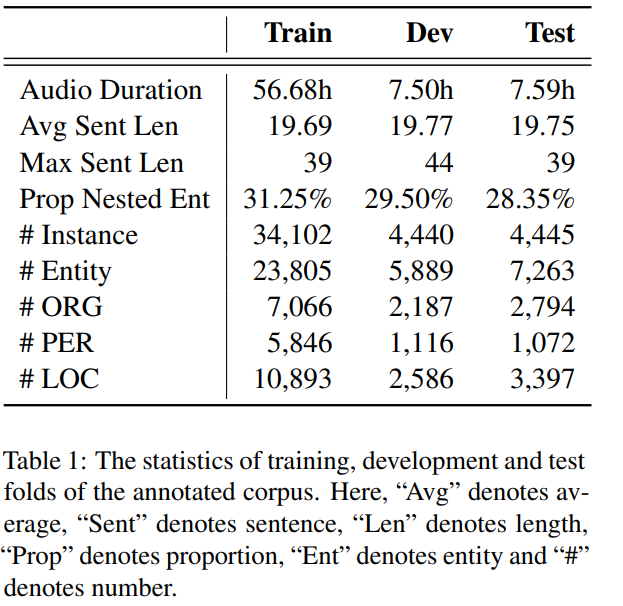 Train Dev Test
Audio Duration 56.68h 7.50h 7.59h
Avg Sent Len 19.69 19.77 19.75
Max Sent Len 39 44 39
Prop Nested Ent 31.25% 29.50% 28.35%
# Instance 34,102 4,440 4,445
# Entity 23,805 5,889 7,263
# ORG 7,066 2,187 2,794
# PER 5,846 1,116 1,072
# LOC 10,893 2,586 3,397
Table 1: The statistics of training, development and test
folds of the annotated corpus. Here, “Avg” denotes av-
erage, “Sent” denotes sentence, “Len” denotes length,
“Prop” denotes proportion, “Ent” denotes entity and “#”
denotes number.